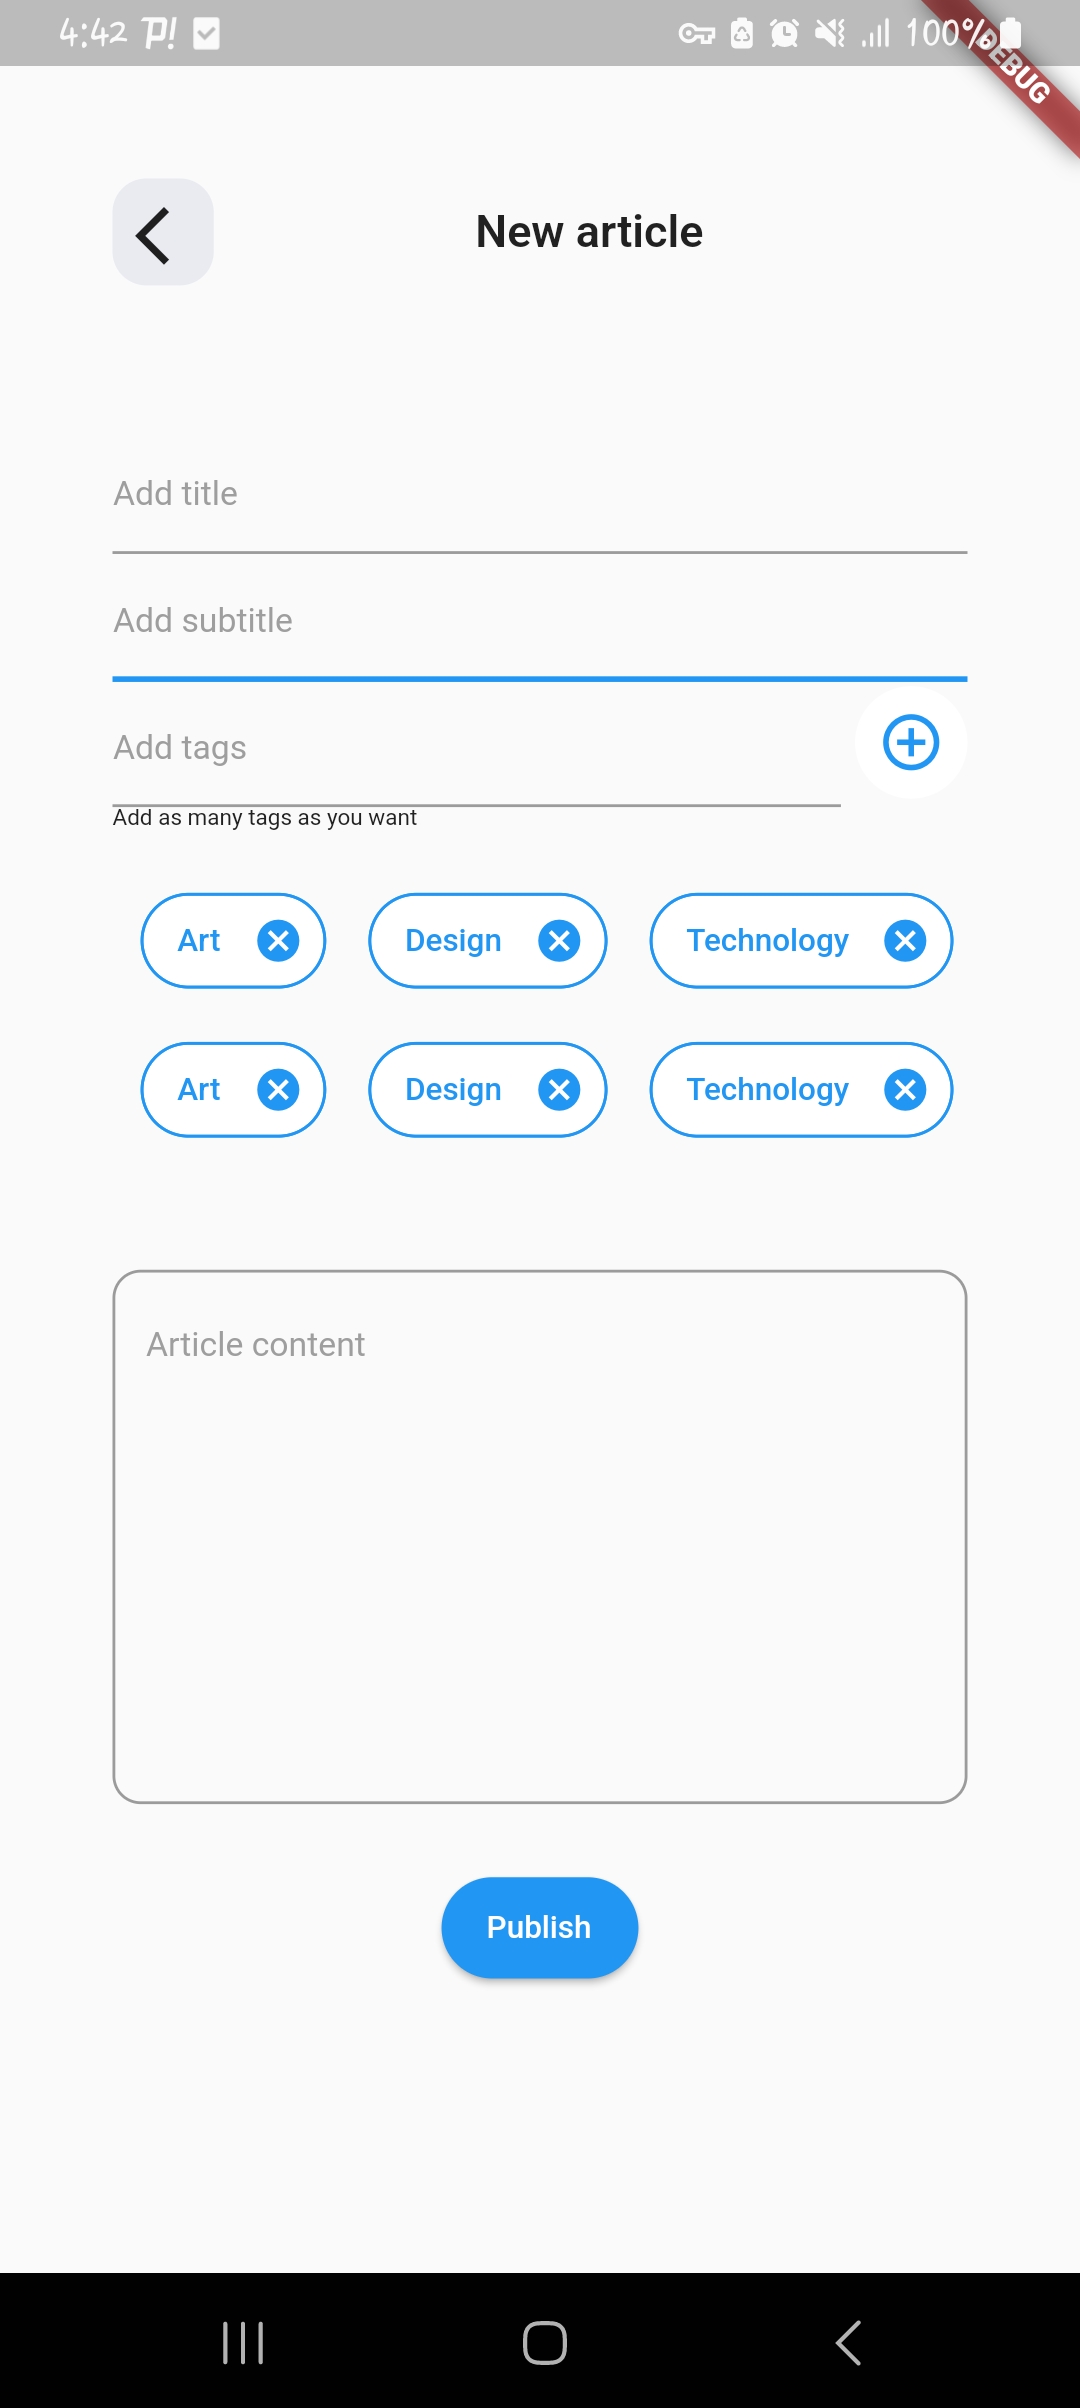 4:42 P! 100%
DEBUG
New article
Add title
Add subtitle
Add tags
Add as many tags as you want
Art Design Technology
Art Design Technology
Article content
Publish